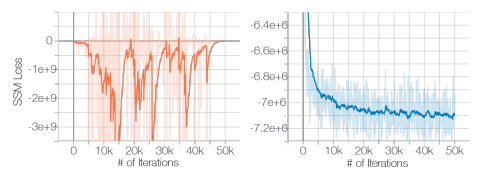 SSM Loss
0
-1e+9
-2e+9
-3e+9
0 10k 20k 30k 40k 50k
# of Iterations
-6.4e+6
-6.6e+6
-6.8e+6
-7e+6
-7.2e+6
0 10k 20k 30k 40k 50k
# of Iterations